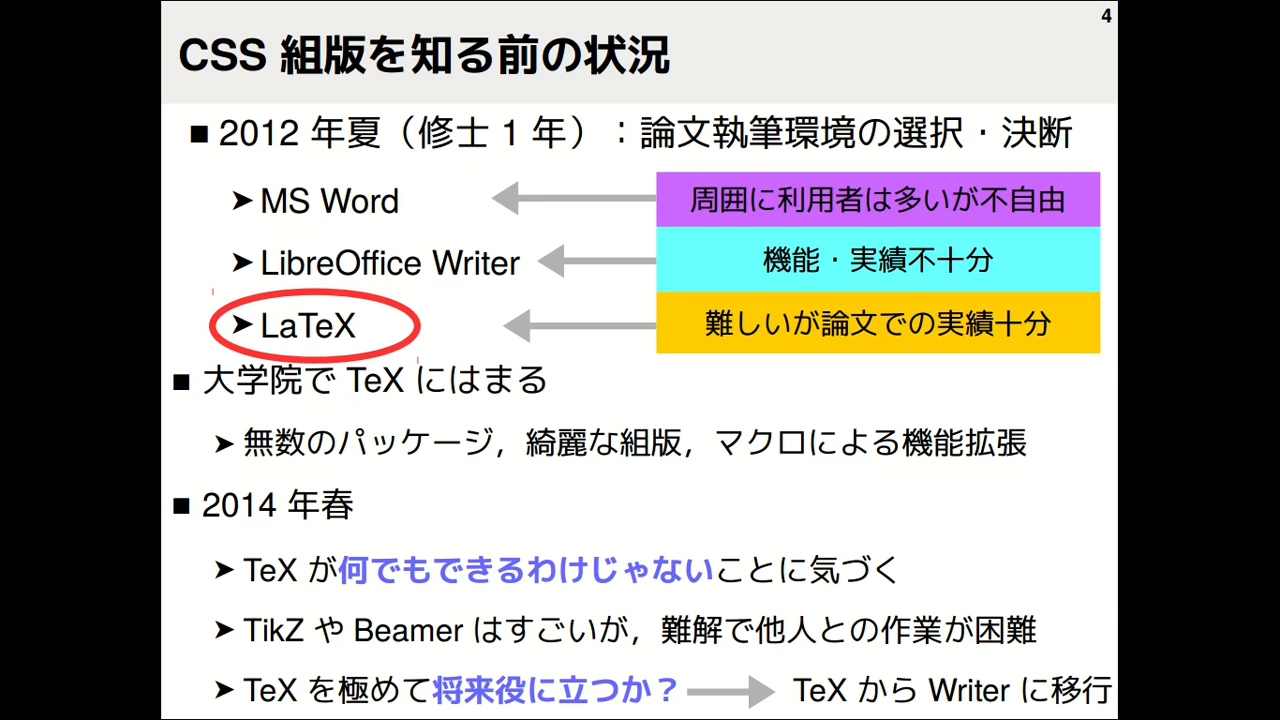 4
CSS 組版を知る前の状況
■ 2012 年夏（修士 1 年）：論文執筆環境の選択・決断
➤ MS Word
周囲に利用者は多いが不自由
➤ LibreOffice Writer
機能・実績不十分
➤ LaTeX
難しいが論文での実績十分
■ 大学院で TeX にはまる
➤ 無数のパッケージ，綺麗な組版，マクロによる機能拡張
■ 2014 年春
➤ TeX が何でもできるわけじゃないことに気づく
➤ TikZ や Beamer はすごいが，難解で他人との作業が困難
➤ TeX を極めて将来役に立つか？ TeX から Writer に移行